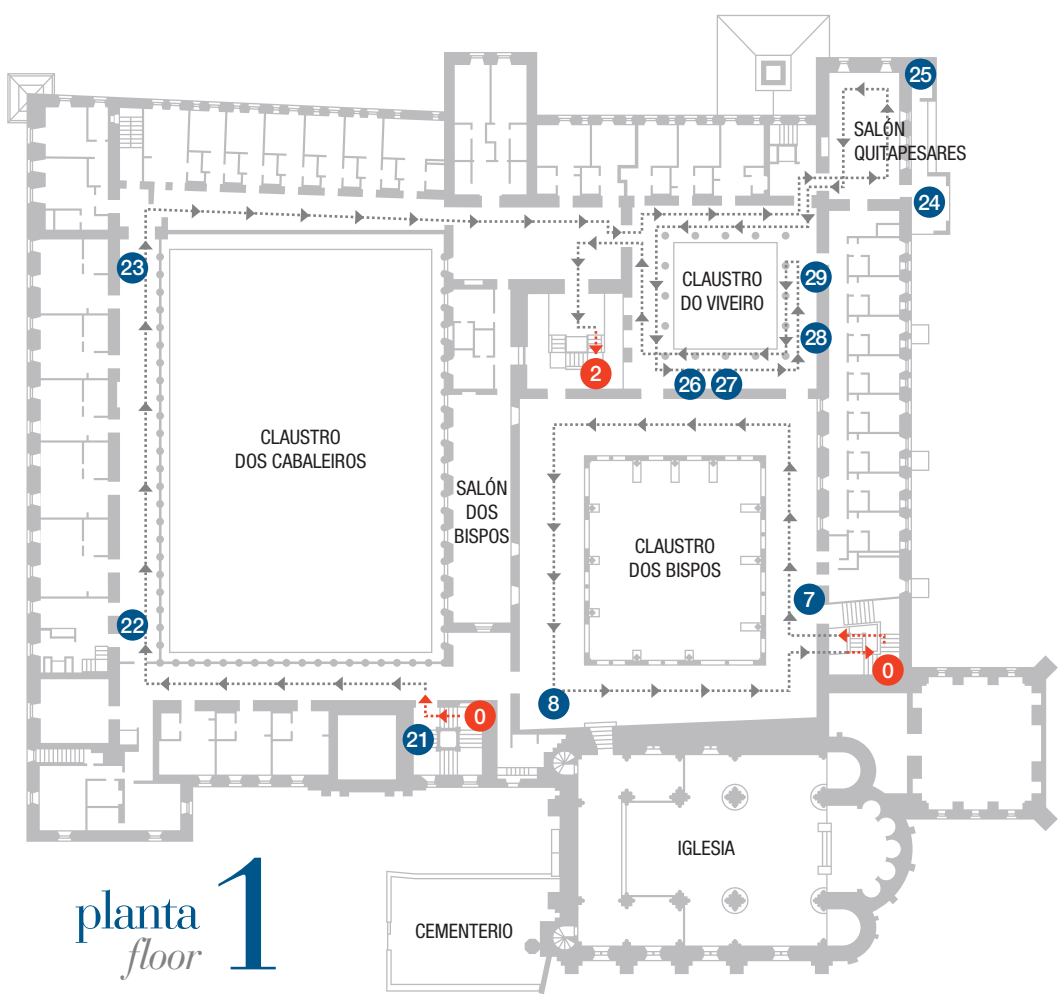 25
SALÓN
QUITAPESARES
24
23
CLAUSTRO
DO VIVEIRO
29
28
2
26
27
CLAUSTRO
DOS CABALEIROS
SALÓN
DOS
BISPOS
CLAUSTRO
DOS BISPOS
7
22
0
8
0
21
IGLESIA
CEMENTERIO
planta
floor
1